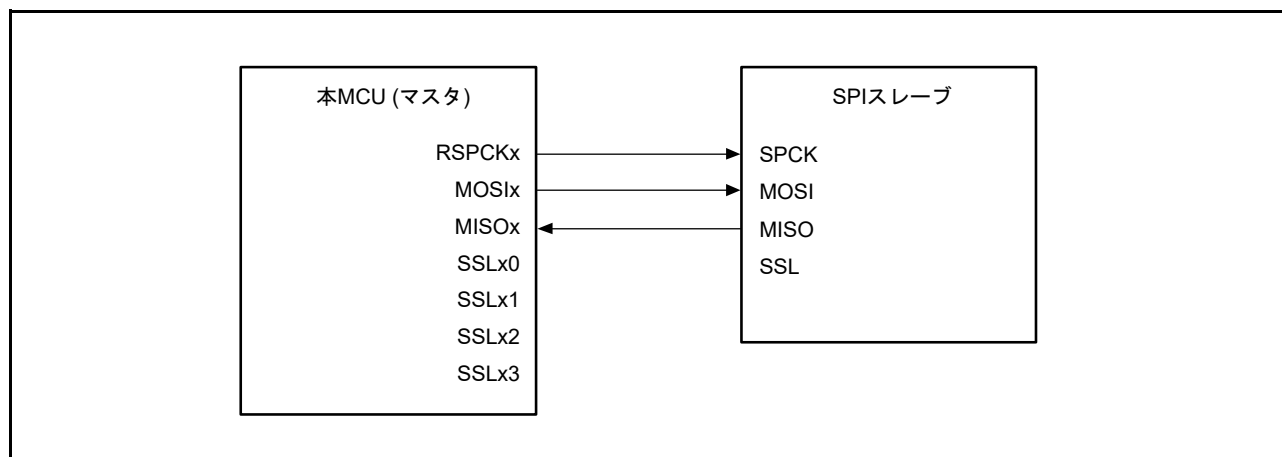 本MCU (マスタ)
RSPCKx
MOSIx
MISOx
SSLx0
SSLx1
SSLx2
SSLx3
SPIスレーブ
SPCK
MOSI
MISO
SSL